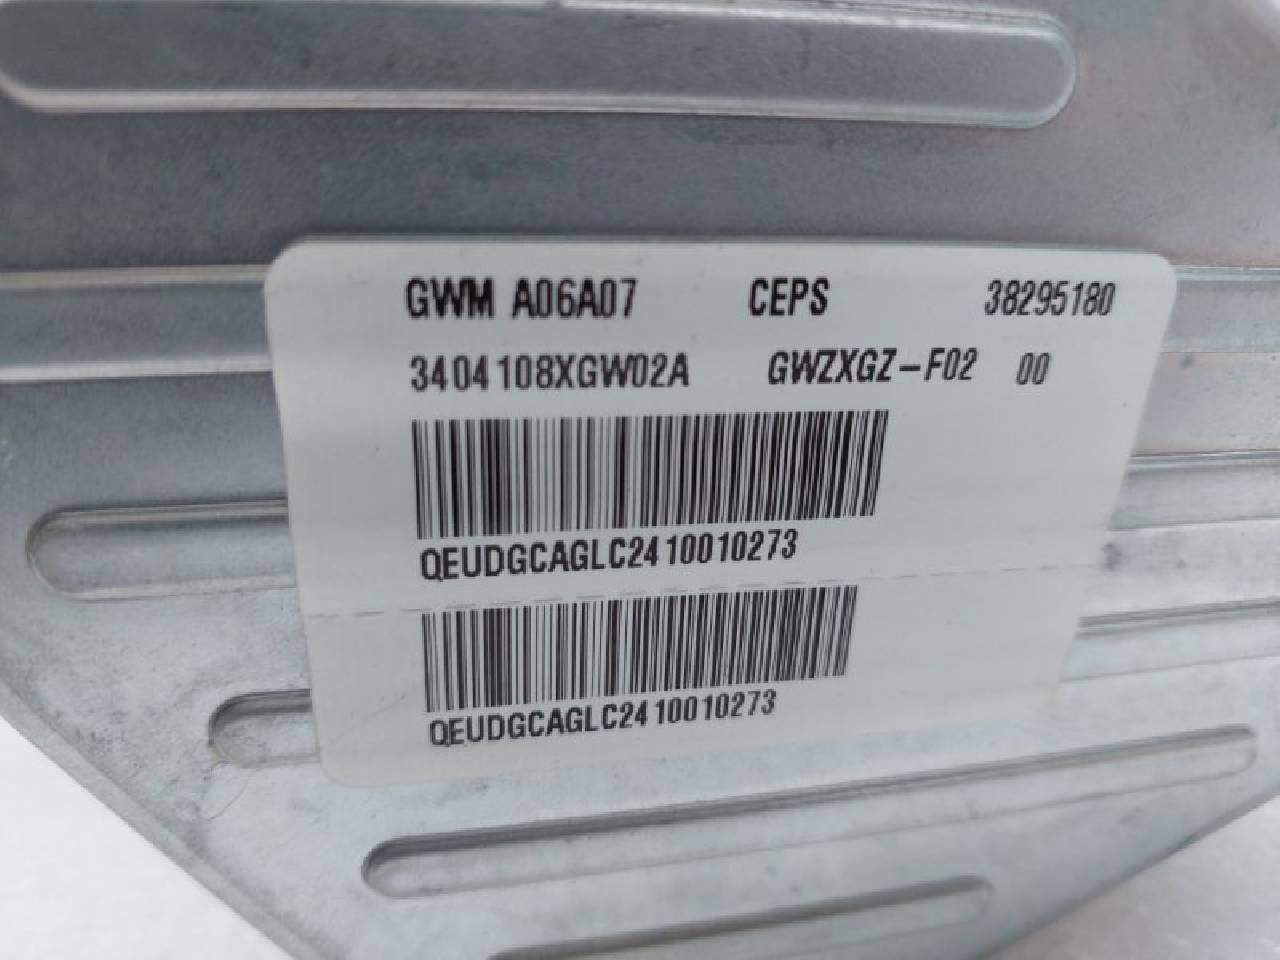 GWM A06A07 CEPS 38295180
3404108XGW02A GWZXGZ-F02 00
QEUDGCAGLC2410010273
QEUDGCAGLC2410010273